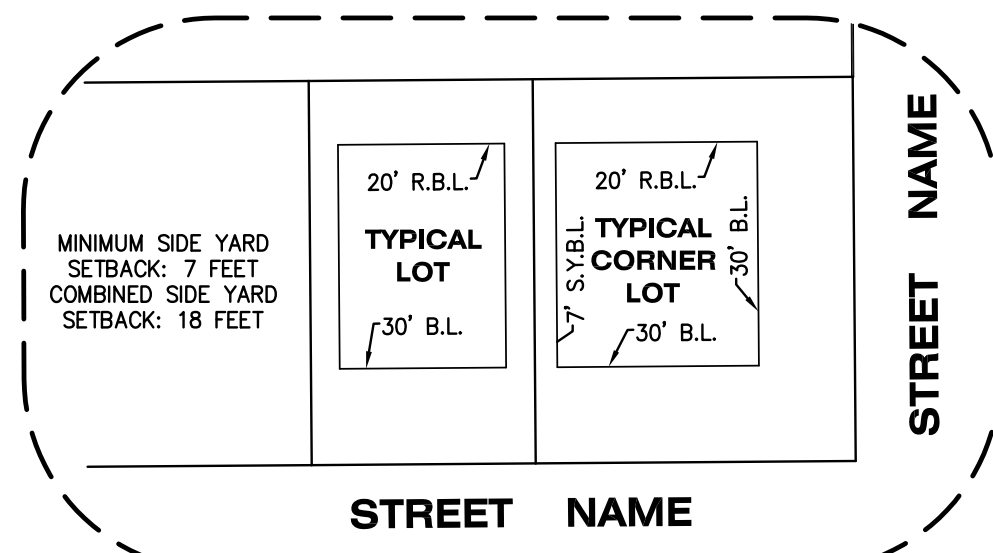 MINIMUM SIDE YARD
SETBACK: 7 FEET
COMBINED SIDE YARD
SETBACK: 18 FEET
20' R.B.L.
TYPICAL
LOT
30' B.L.
20' R.B.L.
7' S.Y.B.L.
TYPICAL
CORNER
LOT
30' B.L.
30' B.L.
STREET NAME
STREET NAME